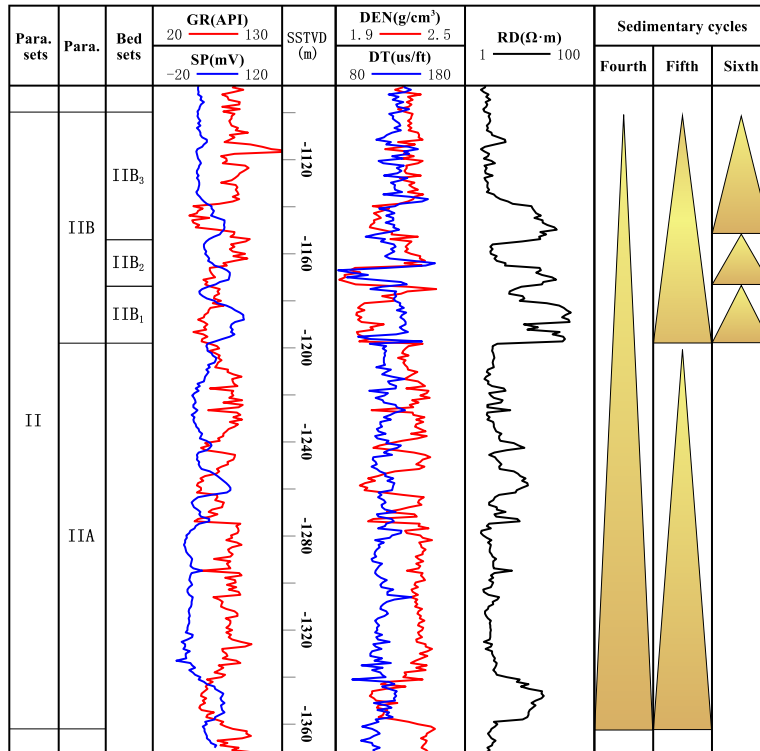 Para. sets
Para.
Bed sets
GR(API)
20 130
SP(mV)
−20 120
SSTVD (m)
DEN(g/cm³)
1.9 2.5
DT(us/ft)
80 180
RD(Ω·m)
1 100
Sedimentary cycles
Fourth
Fifth
Sixth
II
IIB
IIA
IIB₃
IIB₂
IIB₁
-1120
-1160
-1200
-1240
-1280
-1320
-1360